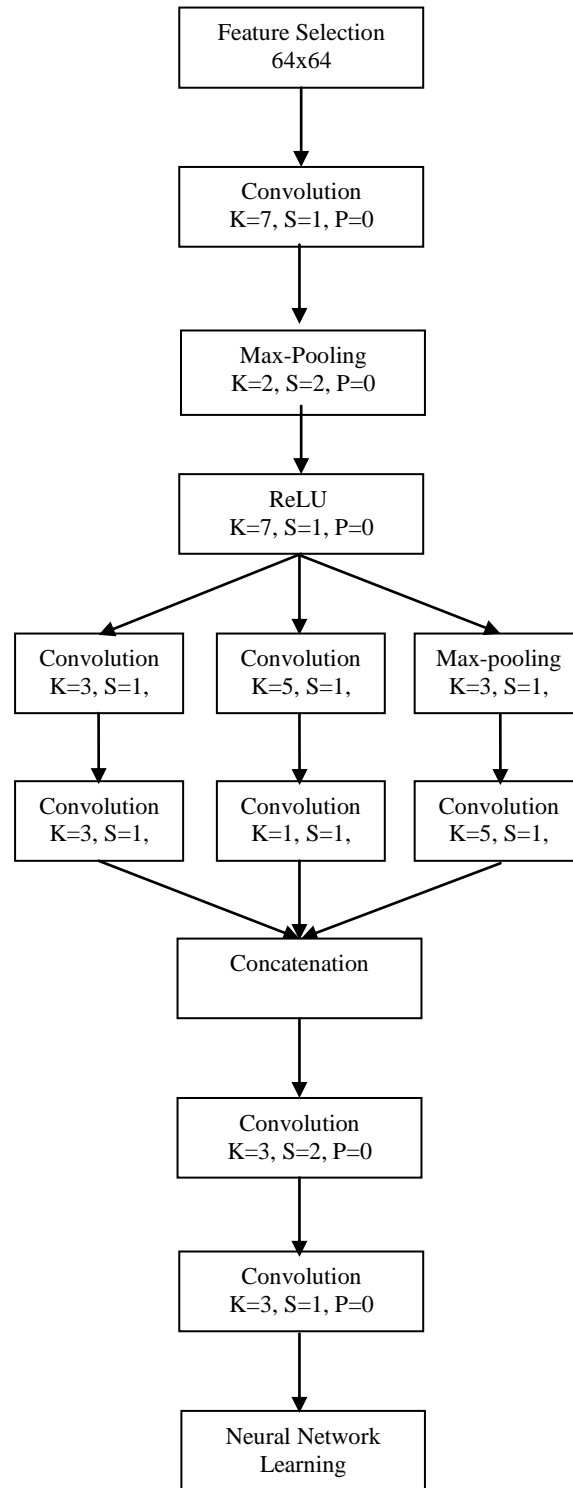 Feature Selection
64x64
Convolution
K=7, S=1, P=0
Max-Pooling
K=2, S=2, P=0
ReLU
K=7, S=1, P=0
Convolution
K=3, S=1,
Convolution
K=5, S=1,
Max-pooling
K=3, S=1,
Convolution
K=3, S=1,
Convolution
K=1, S=1,
Convolution
K=5, S=1,
Concatenation
Convolution
K=3, S=2, P=0
Convolution
K=3, S=1, P=0
Neural Network
Learning